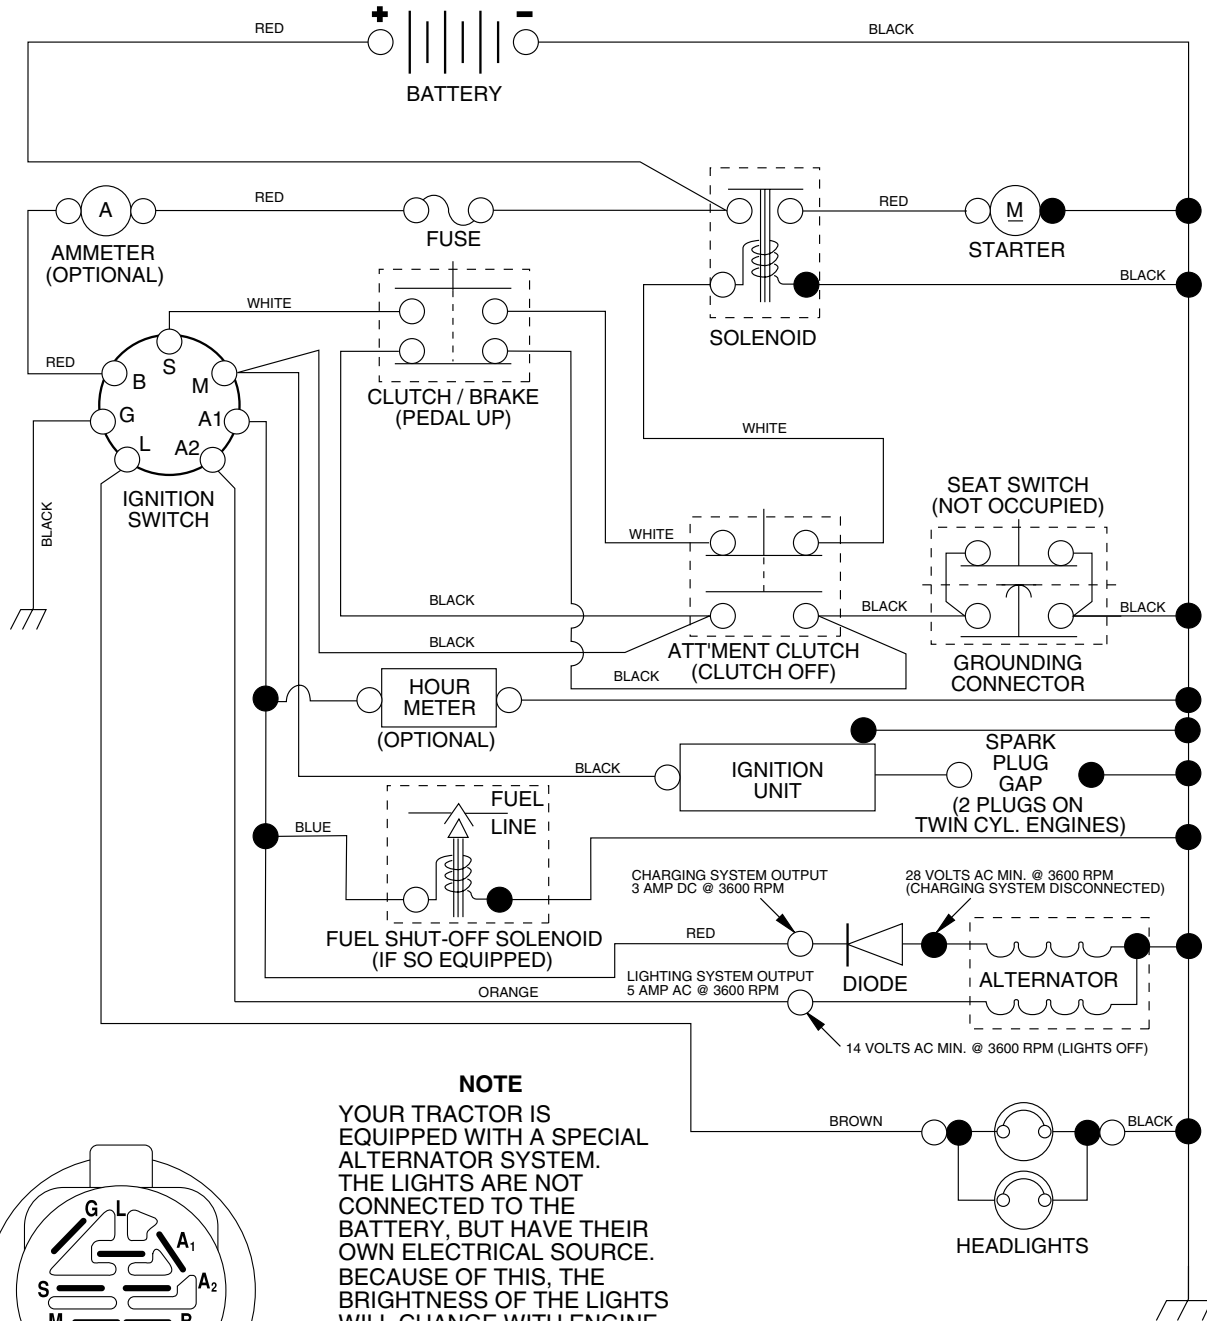 +
-
RED
BLACK
BATTERY
A
RED
FUSE
RED
M
STARTER
AMMETER
(OPTIONAL)
BLACK
WHITE
SOLENOID
RED
S
B
M
CLUTCH / BRAKE
(PEDAL UP)
G
A1
L
A2
WHITE
IGNITION
SWITCH
BLACK
SEAT SWITCH
(NOT OCCUPIED)
WHITE
BLACK
BLACK
BLACK
BLACK
ATT'MENT CLUTCH
(CLUTCH OFF)
GROUNDING
CONNECTOR
BLACK
HOUR
METER
(OPTIONAL)
BLACK
IGNITION
UNIT
SPARK
PLUG
GAP
(2 PLUGS ON
TWIN CYL. ENGINES)
FUEL
LINE
BLUE
CHARGING SYSTEM OUTPUT
3 AMP DC @ 3600 RPM
28 VOLTS AC MIN. @ 3600 RPM
(CHARGING SYSTEM DISCONNECTED)
FUEL SHUT-OFF SOLENOID
(IF SO EQUIPPED)
RED
DIODE
ALTERNATOR
LIGHTING SYSTEM OUTPUT
5 AMP AC @ 3600 RPM
ORANGE
14 VOLTS AC MIN. @ 3600 RPM (LIGHTS OFF)
NOTE
YOUR TRACTOR IS
EQUIPPED WITH A SPECIAL
ALTERNATOR SYSTEM.
THE LIGHTS ARE NOT
CONNECTED TO THE
BATTERY, BUT HAVE THEIR
OWN ELECTRICAL SOURCE.
BECAUSE OF THIS, THE
BRIGHTNESS OF THE LIGHTS
WILL CHANGE WITH ENGINE
BROWN
BLACK
HEADLIGHTS
G L
A1
A2
S
M
B